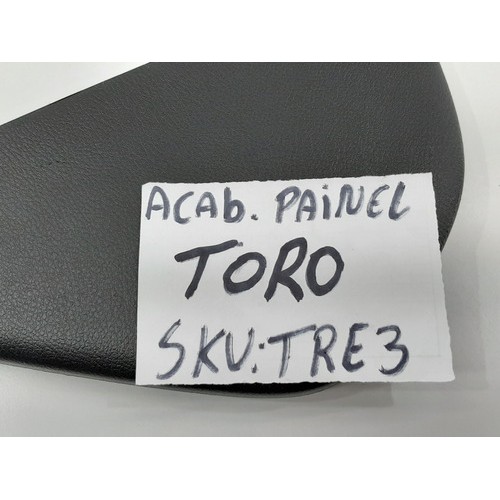 ACAb. PAiNEL
TORO
SKU:TRE3